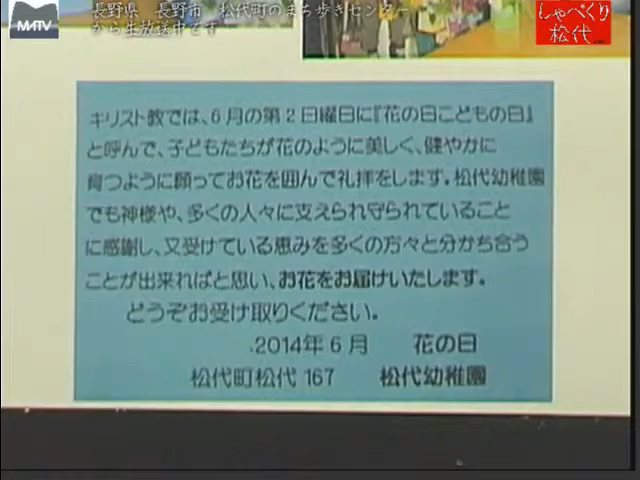 MATV
長野県 長野市 松代町のまち歩きセンター
から生放送中です
しゃべくり
松代
キリスト教では、6月の第2日曜日に『花の日こどもの日』
と呼んで、子どもたちが花のように美しく、健やかに
育つように願ってお花を囲んで礼拝をします。松代幼稚園
でも神様や、多くの人々に支えられ守られていること
に感謝し、又受けている恵みを多くの方々と分かち合う
ことが出来ればと思い、お花をお届けいたします。
どうぞお受け取りください。
2014年6月 花の日
松代町松代 167 松代幼稚園